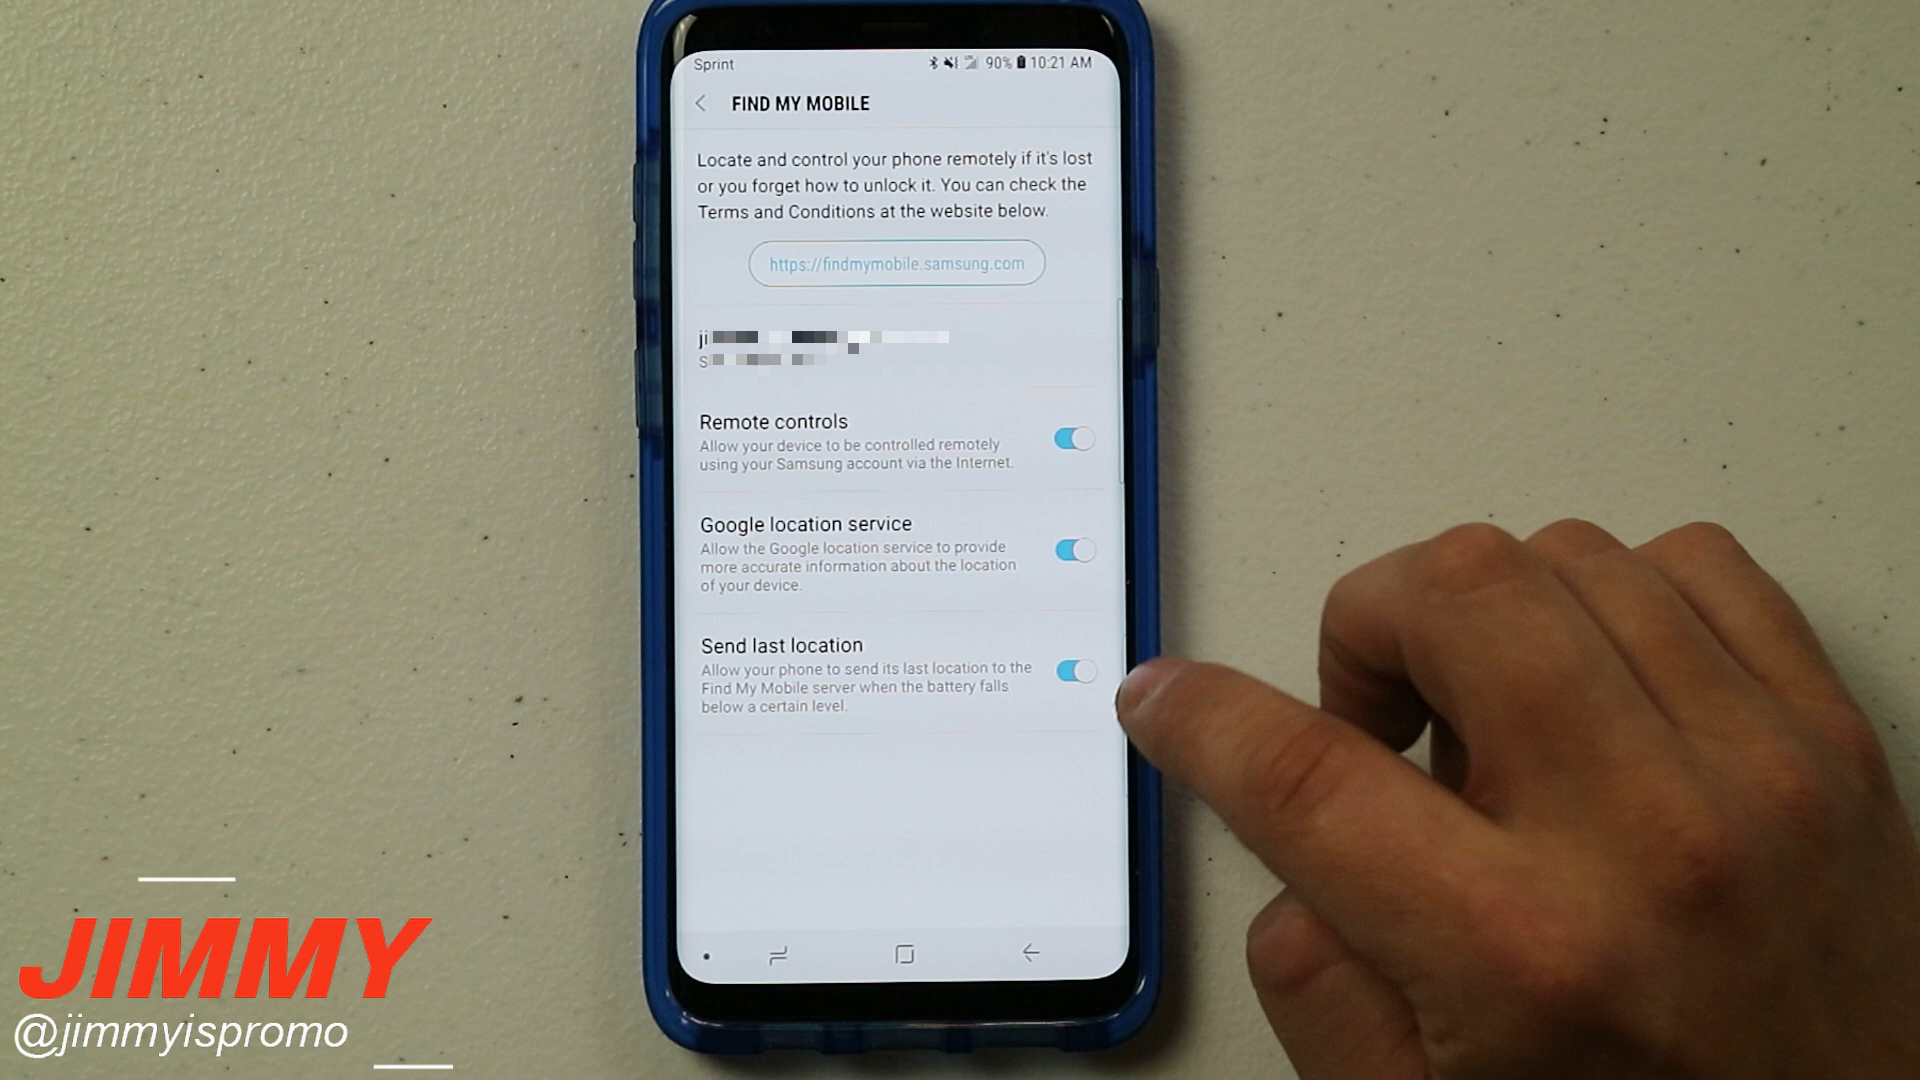 Sprint 90% 10:21 AM
FIND MY MOBILE
Locate and control your phone remotely if it's lost
or you forget how to unlock it. You can check the
Terms and Conditions at the website below.
https://findmymobile.samsung.com
Remote controls
Allow your device to be controlled remotely
using your Samsung account via the Internet.
Google location service
Allow the Google location service to provide
more accurate information about the location
of your device.
Send last location
Allow your phone to send its last location to the
Find My Mobile server when the battery falls
below a certain level.
JIMMY
@jimmyispromo